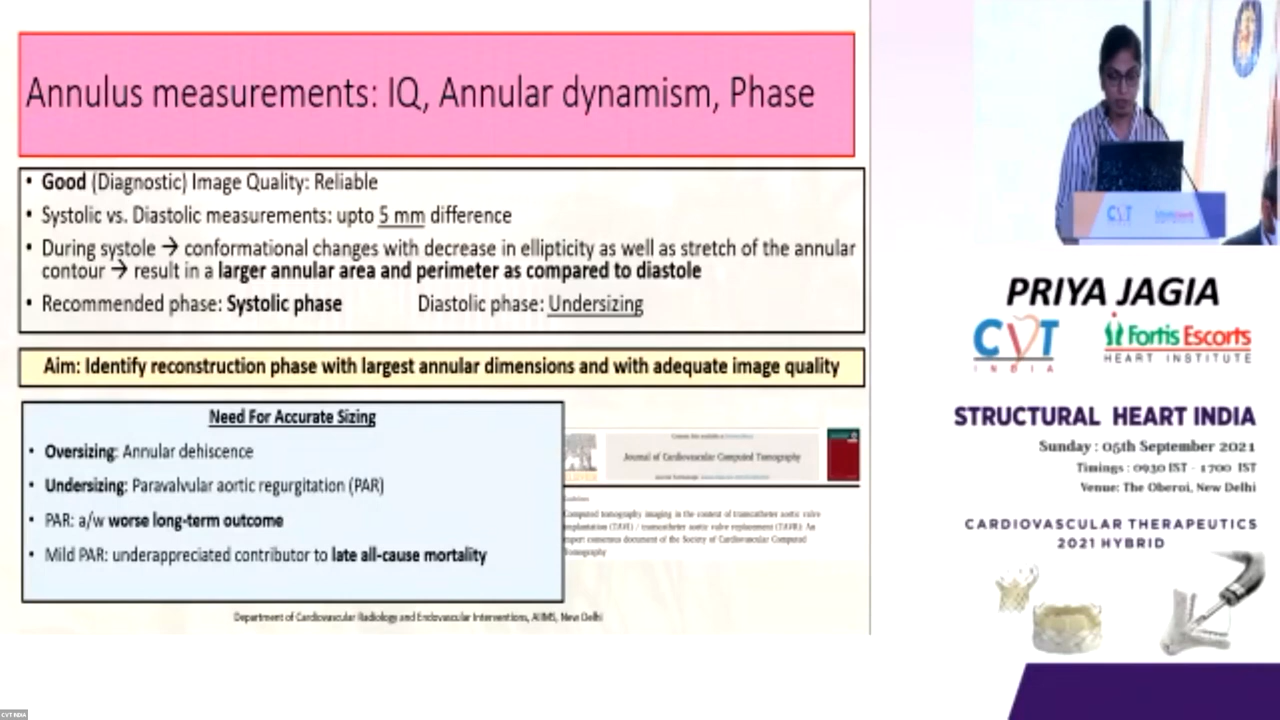 Annulus measurements: IQ, Annular dynamism, Phase
• Good (Diagnostic) Image Quality: Reliable
• Systolic vs. Diastolic measurements: upto 5 mm difference
• During systole → conformational changes with decrease in ellipticity as well as stretch of the annular
contour → result in a larger annular area and perimeter as compared to diastole
• Recommended phase: Systolic phase Diastolic phase: Undersizing
Aim: Identify reconstruction phase with largest annular dimensions and with adequate image quality
Need For Accurate Sizing
• Oversizing: Annular dehiscence
• Undersizing: Paravalvular aortic regurgitation (PAR)
• PAR: a/w worse long-term outcome
• Mild PAR: underappreciated contributor to late all-cause mortality
Journal of Cardiovascular Computed Tomography
Guidelines
Computed tomography imaging in the context of transcatheter aortic valve
implantation (TAVI) / transcatheter aortic valve replacement (TAVR): An
expert consensus document of the Society of Cardiovascular Computed
Tomography
Department of Cardiovascular Radiology and Endovascular Interventions, AIIMS, New Delhi
CVT
PRIYA JAGIA
CVT
INDIA
Fortis Escorts
HEART INSTITUTE
STRUCTURAL HEART INDIA
Sunday : 05th September 2021
Timings : 0930 IST - 1700 IST
Venue: The Oberoi, New Delhi
CARDIOVASCULAR THERAPEUTICS
2021 HYBRID
CVT INDIA